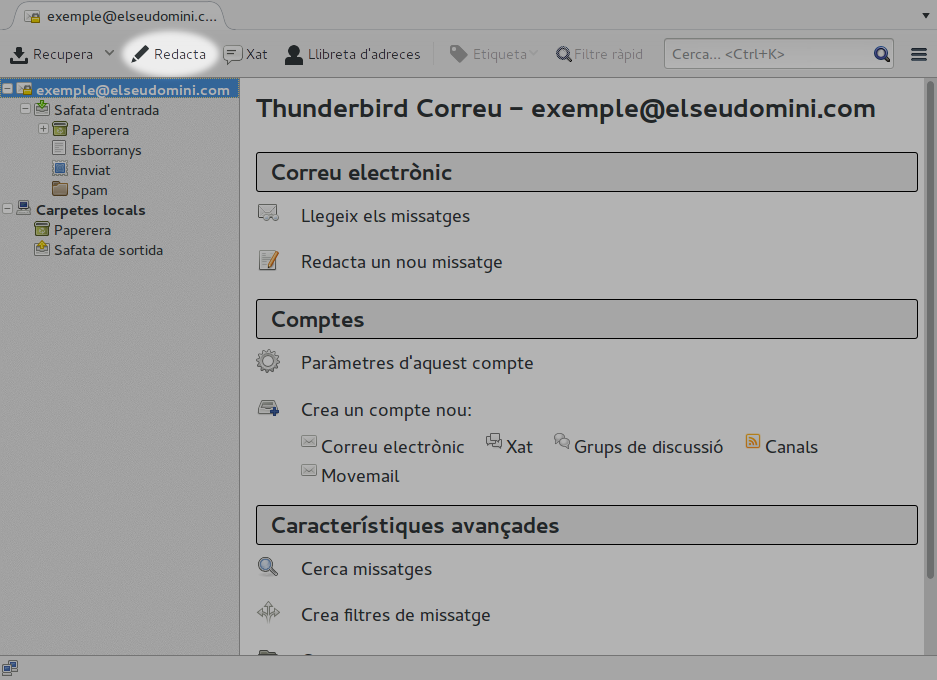 exemple@elseudomini.c...
Recupera Redacta Xat Llibreta d'adreces Etiqueta Filtre ràpid Cerca... <Ctrl+K>
exemple@elseudomini.com
Safata d'entrada
Paperera
Esborranys
Enviat
Spam
Carpetes locals
Paperera
Safata de sortida
Thunderbird Correu – exemple@elseudomini.com
Correu electrònic
Llegeix els missatges
Redacta un nou missatge
Comptes
Paràmetres d'aquest compte
Crea un compte nou:
Correu electrònic Xat Grups de discussió Canals
Movemail
Característiques avançades
Cerca missatges
Crea filtres de missatge